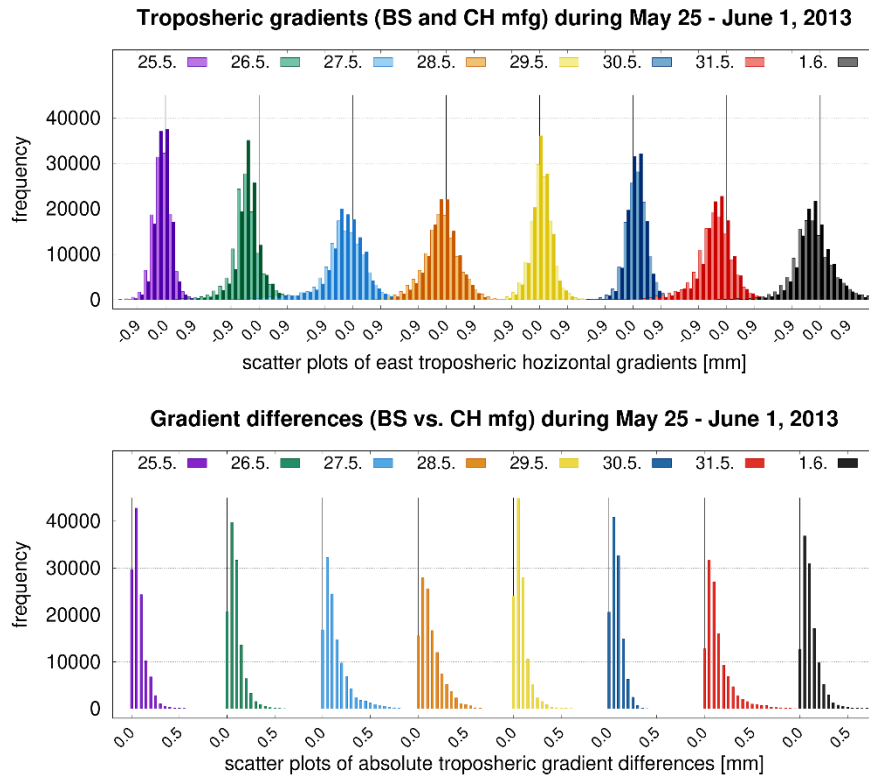 Troposheric gradients (BS and CH mfg) during May 25 - June 1, 2013
25.5. 26.5. 27.5. 28.5. 29.5. 30.5. 31.5. 1.6.
40000
30000
20000
10000
0
frequency
-0.9 0.0 0.9 -0.9 0.0 0.9 -0.9 0.0 0.9 -0.9 0.0 0.9 -0.9 0.0 0.9 -0.9 0.0 0.9 -0.9 0.0 0.9 -0.9 0.0 0.9
scatter plots of east troposheric hozizontal gradients [mm]
Gradient differences (BS vs. CH mfg) during May 25 - June 1, 2013
25.5. 26.5. 27.5. 28.5. 29.5. 30.5. 31.5. 1.6.
40000
30000
20000
10000
0
frequency
0.0 0.5 0.0 0.5 0.0 0.5 0.0 0.5 0.0 0.5 0.0 0.5 0.0 0.5 0.0 0.5
scatter plots of absolute troposheric gradient differences [mm]